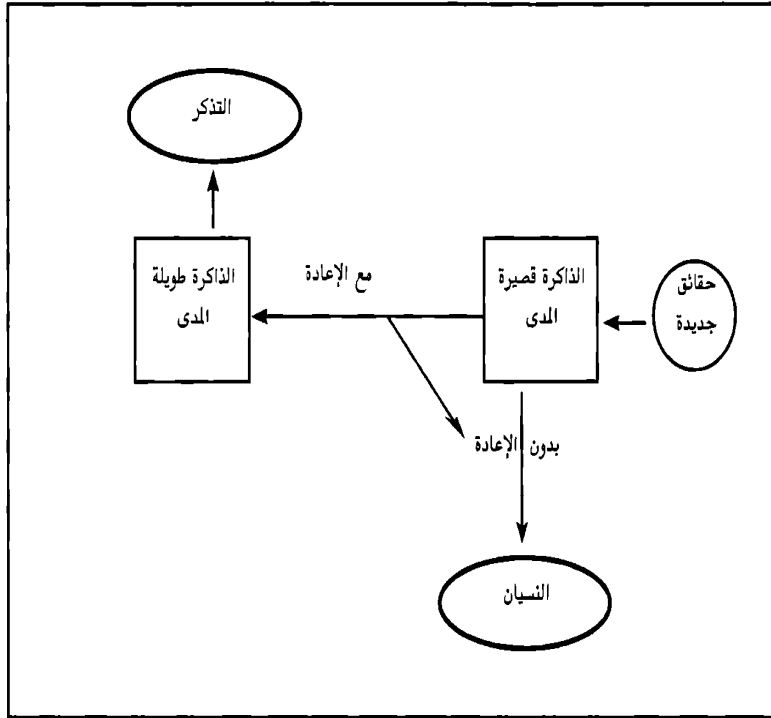 التذكر
حقائق
جديدة
الذاكرة قصيرة
المدى
مع الإعادة
الذاكرة طويلة
المدى
بدون الإعادة
النسيان